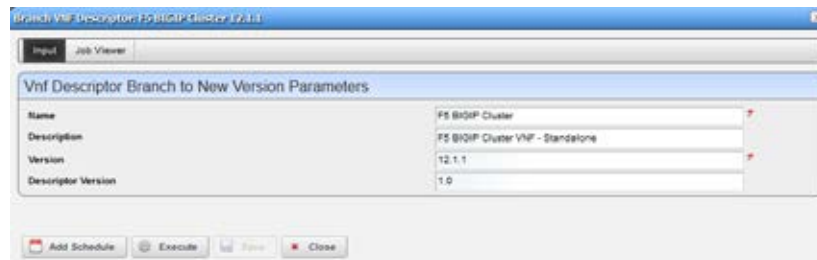 Branch VNF Descriptor: F5 BIGIP Cluster 12.1.1
Input Job Viewer
Vnf Descriptor Branch to New Version Parameters
Name F5 BIGIP Cluster *
Description F5 BIGIP Cluster VNF - Standalone
Version 12.1.1 *
Descriptor Version 1.0
Add Schedule Execute Save Close